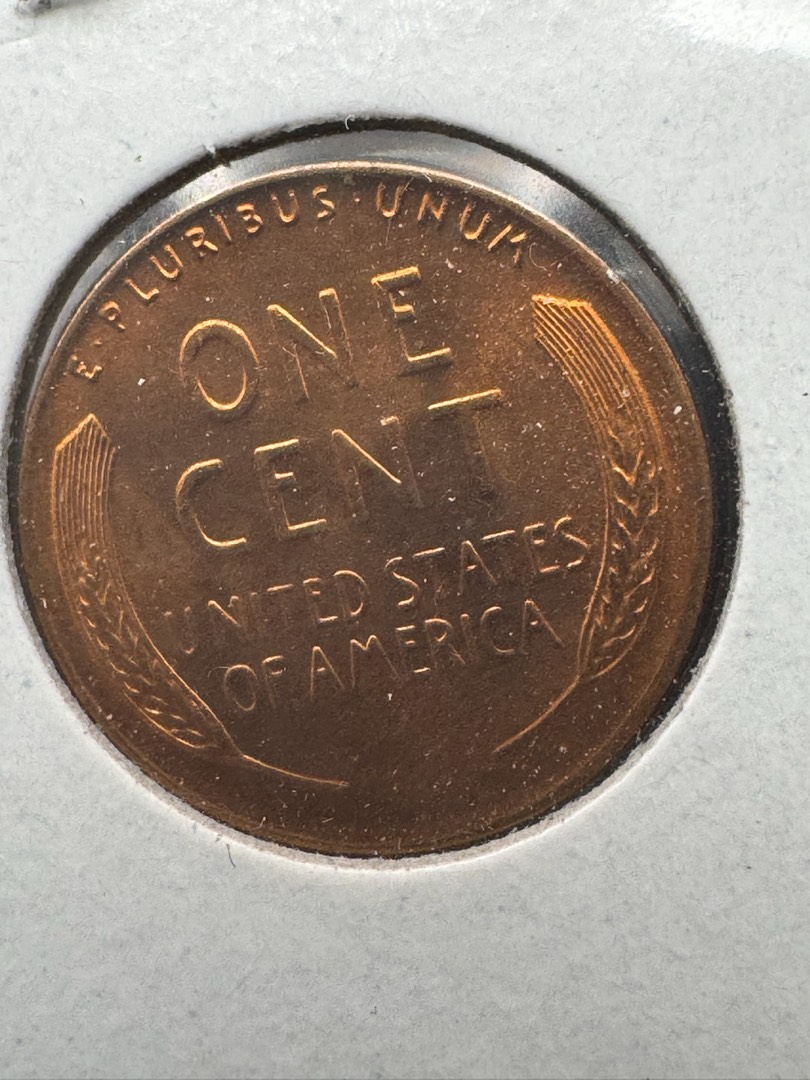 E·PLURIBUS·UNUM
ONE
CENT
UNITED STATES
OF AMERICA